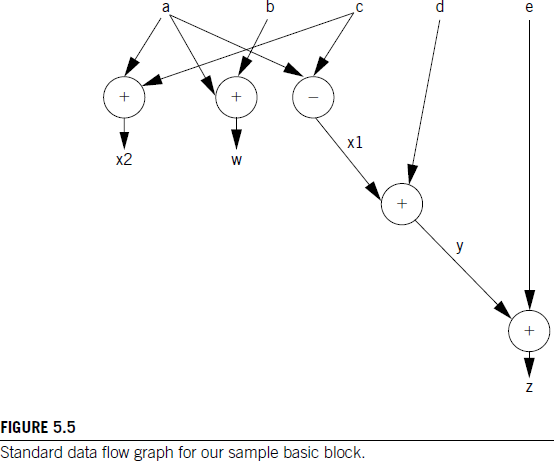 a b c d e
+ + −
x2 w x1
+
y
+
z
FIGURE 5.5
Standard data flow graph for our sample basic block.